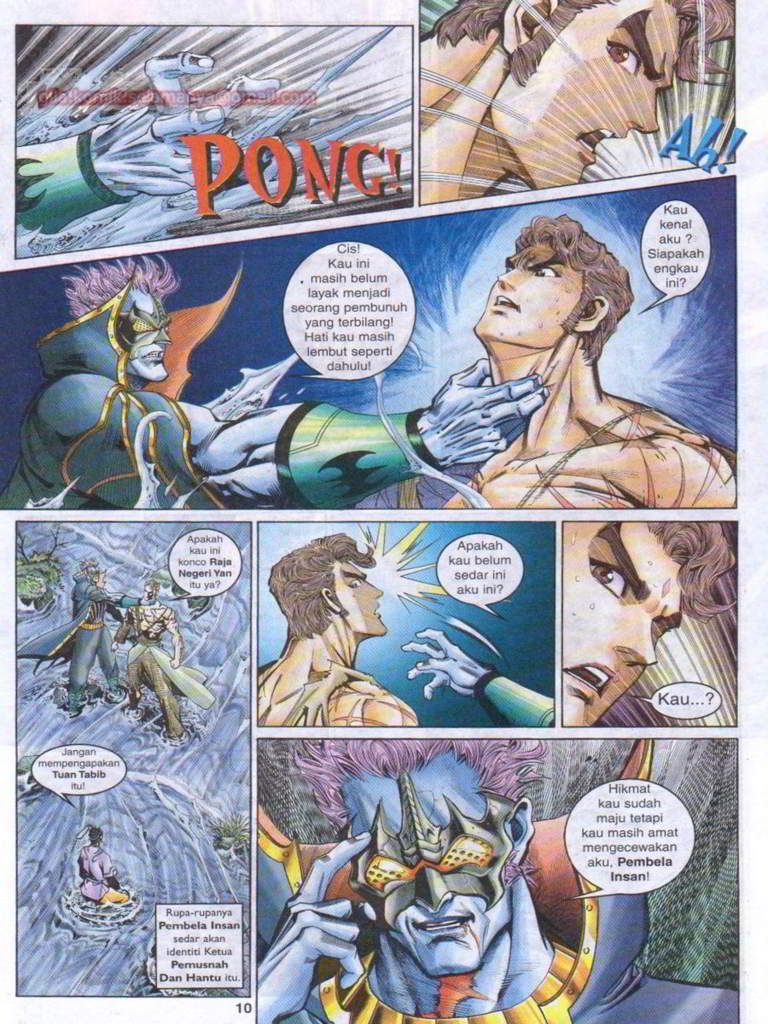 PONG!
Ah!
Cis!
Kau ini
masih belum
layak menjadi
seorang pembunuh
yang terbilang!
Hati kau masih
lembut seperti
dahulu!
Kau
kenal
aku ?
Siapakah
engkau
ini?
Apakah
kau ini
konco Raja
Negeri Yan
itu ya?
Jangan
mempengapakan
Tuan Tabib
itu!
Rupa-rupanya
Pembela Insan
sedar akan
identiti Ketua
Pemusnah
Dan Hantu itu.
Apakah
kau belum
sedar ini
aku ini?
Kau...?
Hikmat
kau sudah
maju tetapi
kau masih amat
mengecewakan
aku, Pembela
Insan!
10